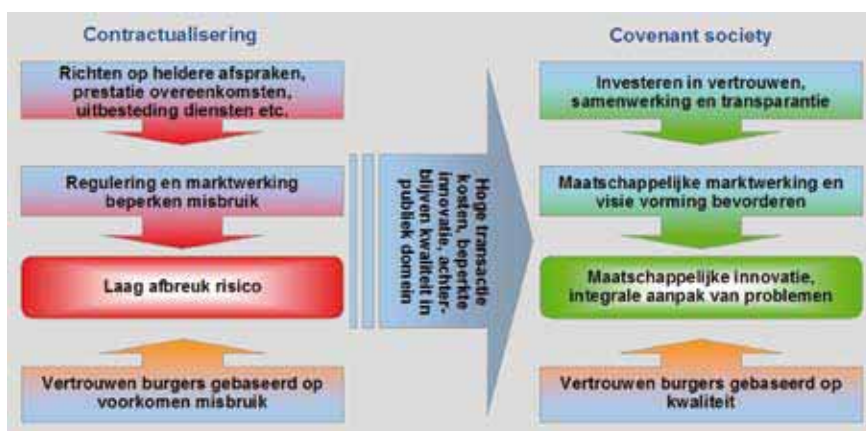 Contractualisering
Richten op heldere afspraken,
prestatie overeenkomsten,
uitbesteding diensten etc.
Regulering en marktwerking
beperken misbruik
Laag afbreuk risico
Vertrouwen burgers gebaseerd op
voorkomen misbruik
Hoge transactie
kosten, beperkte
innovatie, achter-
blijven kwaliteit in
publiek domein
Covenant society
Investeren in vertrouwen,
samenwerking en transparantie
Maatschappelijke marktwerking en
visie vorming bevorderen
Maatschappelijke innovatie,
integrale aanpak van problemen
Vertrouwen burgers gebaseerd op
kwaliteit